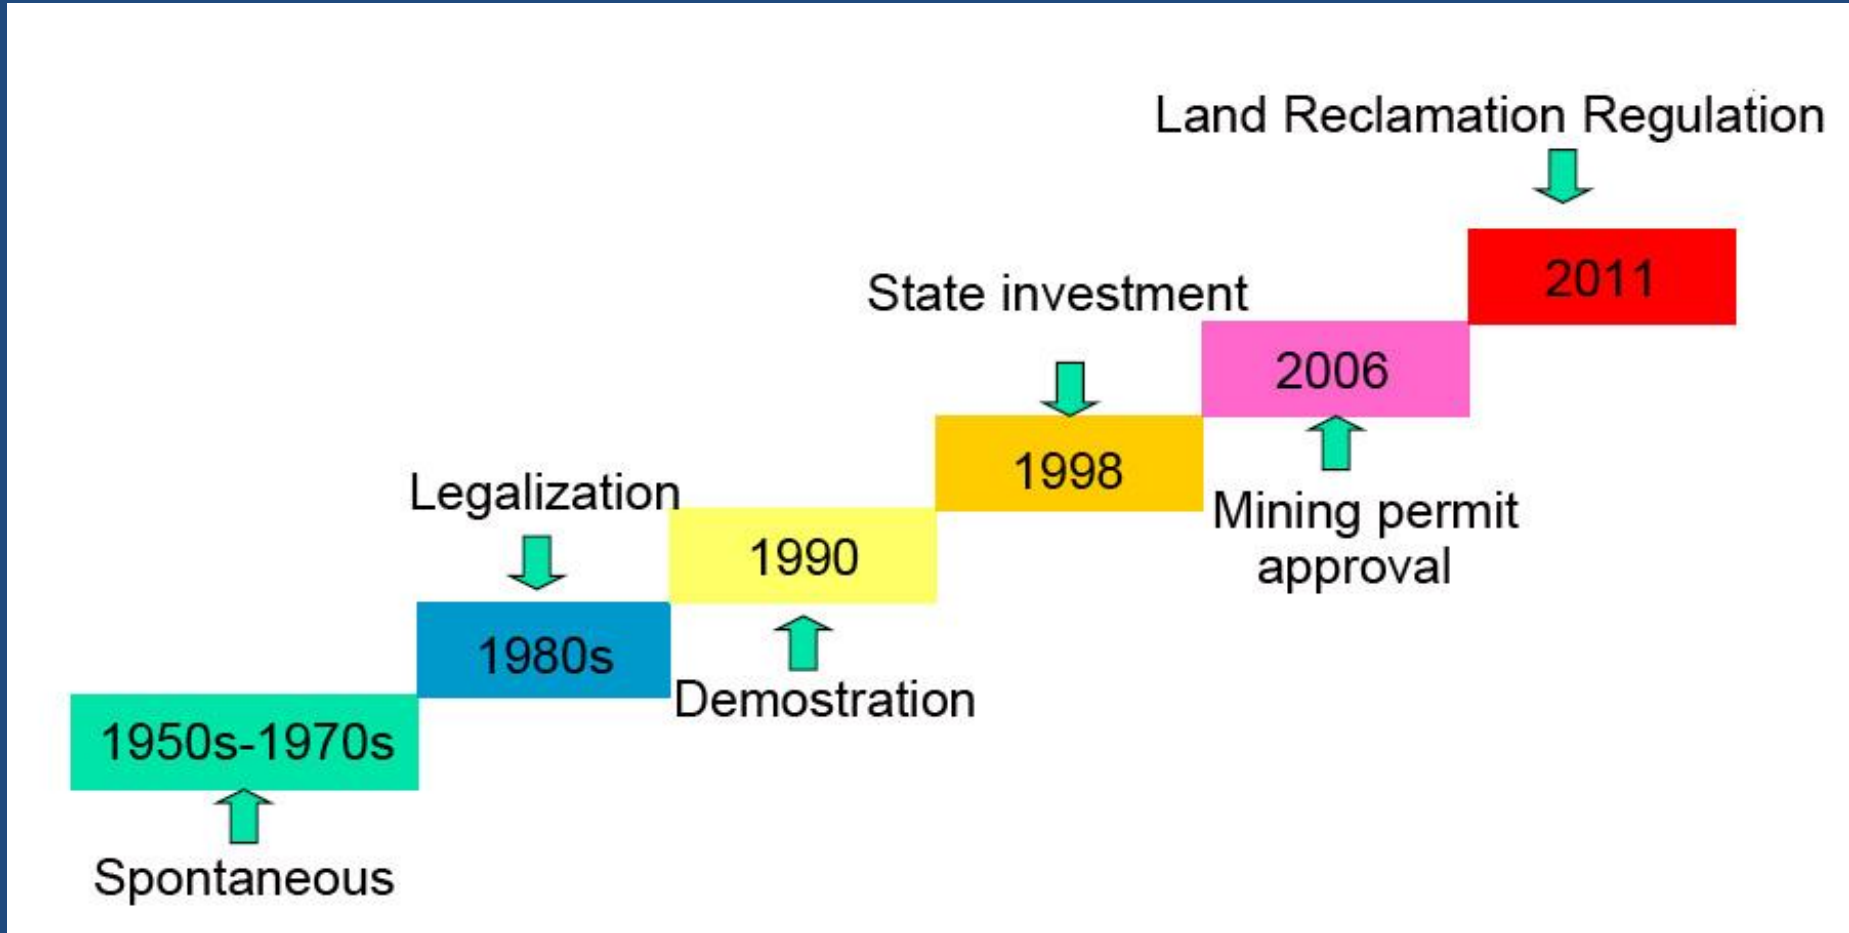 Land Reclamation Regulation
2011
State investment
2006
1998
Mining permit
approval
Legalization
1990
1980s
Demostration
1950s-1970s
Spontaneous